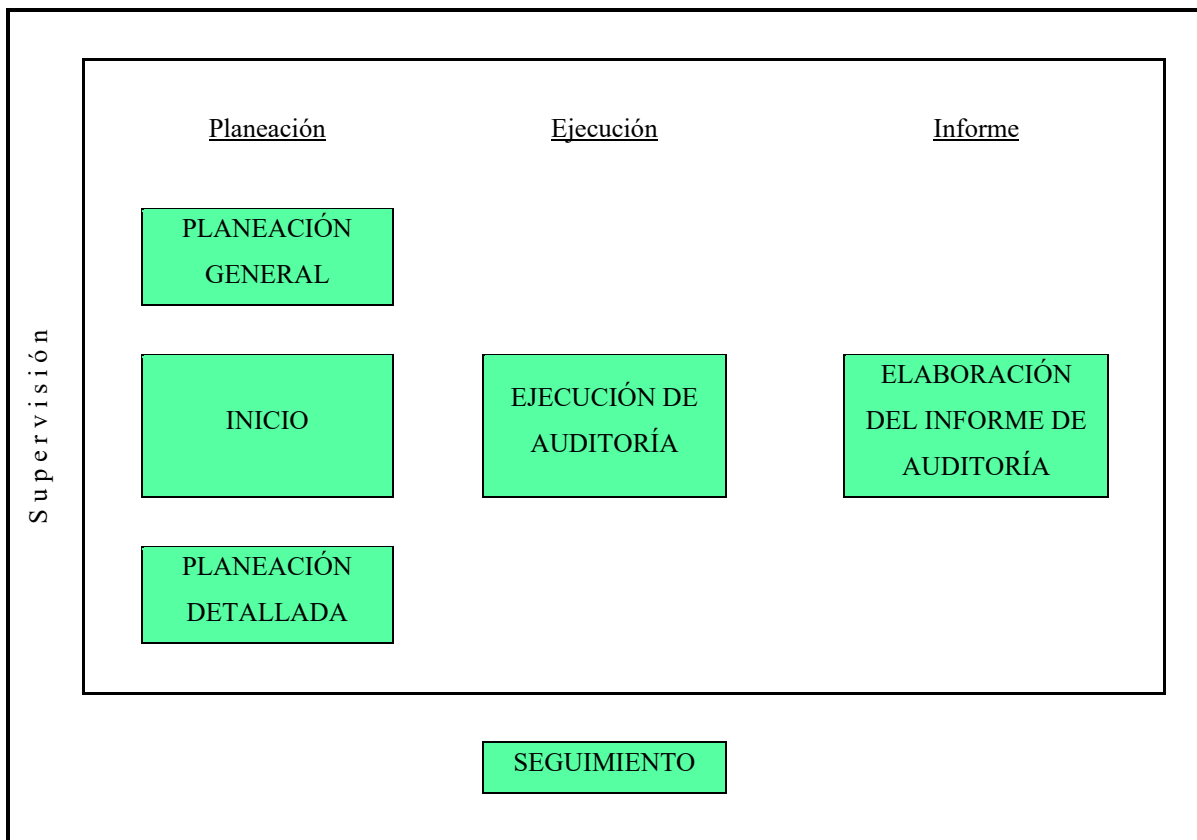 Supervisión
Planeación
Ejecución
Informe
PLANEACIÓN
GENERAL
INICIO
EJECUCIÓN DE
AUDITORÍA
ELABORACIÓN
DEL INFORME DE
AUDITORÍA
PLANEACIÓN
DETALLADA
SEGUIMIENTO